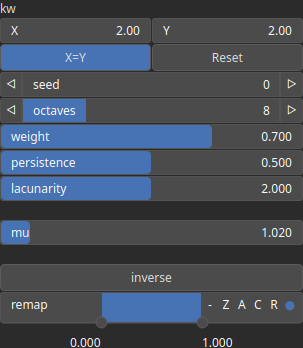 kw
X 2.00 Y 2.00
X=Y Reset
seed 0
octaves 8
weight 0.700
persistence 0.500
lacunarity 2.000
mu 1.020
inverse
remap - Z A C R
0.000 1.000